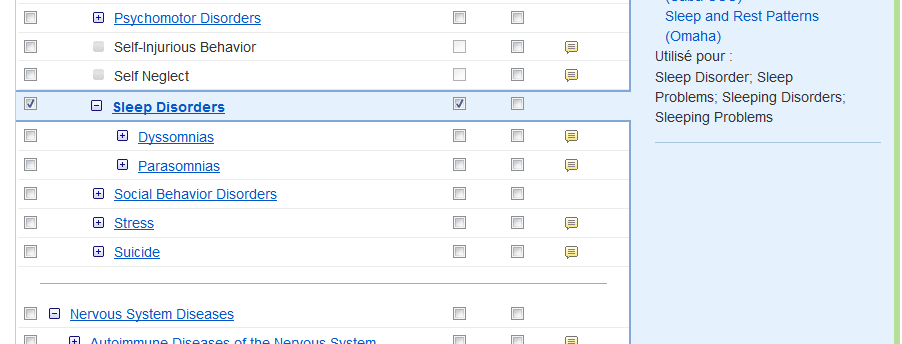 Psychomotor Disorders
Self-Injurious Behavior
Self Neglect
Sleep Disorders
Dyssomnias
Parasomnias
Social Behavior Disorders
Stress
Suicide
Nervous System Diseases
Autoimmune Diseases of the Nervous System
Sleep and Rest Patterns
(Omaha)
Utilisé pour :
Sleep Disorder; Sleep
Problems; Sleeping Disorders;
Sleeping Problems